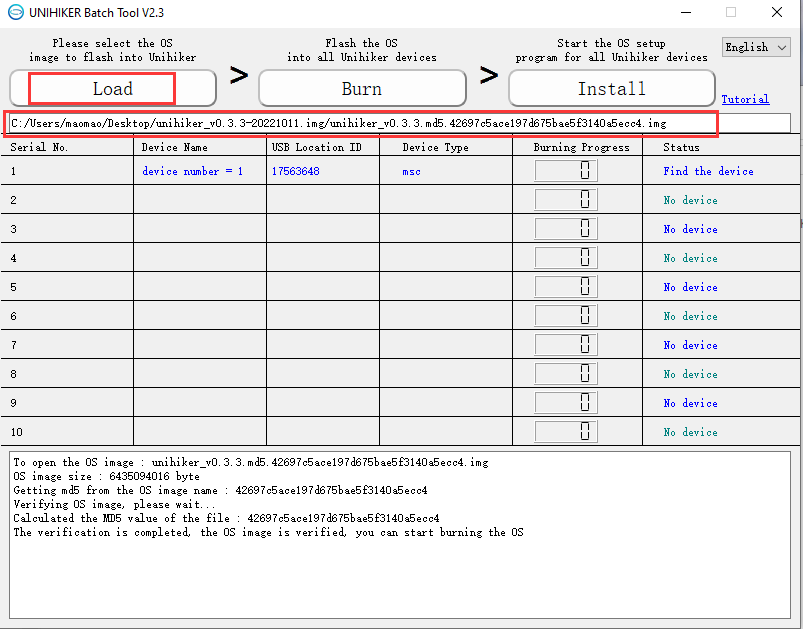 UNIHIKER Batch Tool V2.3
Please select the OS
image to flash into Unihiker
Flash the OS
into all Unihiker devices
Start the OS setup
program for all Unihiker devices
English
Load
>
Burn
>
Install
Tutorial
C:/Users/maomao/Desktop/unihiker_v0.3.3-20221011.img/unihiker_v0.3.3.md5.42697c5ace197d675bae5f3140a5ecc4.img
Serial No. Device Name USB Location ID Device Type Burning Progress Status
1 device number = 1 17563648 msc 0 Find the device
2 0 No device
3 0 No device
4 0 No device
5 0 No device
6 0 No device
7 0 No device
8 0 No device
9 0 No device
10 0 No device
To open the OS image : unihiker_v0.3.3.md5.42697c5ace197d675bae5f3140a5ecc4.img
OS image size : 6435094016 byte
Getting md5 from the OS image name : 42697c5ace197d675bae5f3140a5ecc4
Verifying OS image, please wait...
Calculated the MD5 value of the file : 42697c5ace197d675bae5f3140a5ecc4
The verification is completed, the OS image is verified, you can start burning the OS